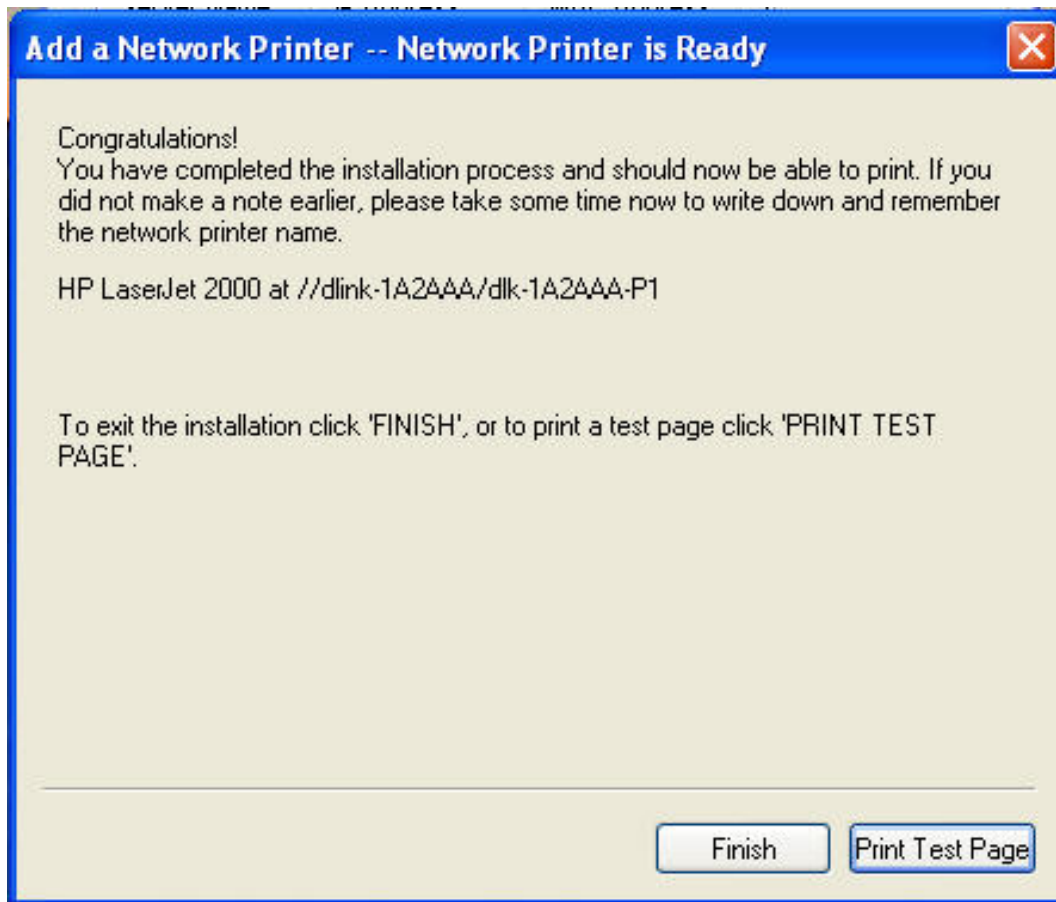 Add a Network Printer -- Network Printer is Ready
Congratulations!
You have completed the installation process and should now be able to print. If you
did not make a note earlier, please take some time now to write down and remember
the network printer name.
HP LaserJet 2000 at //dlink-1A2AAA/dlk-1A2AAA-P1
To exit the installation click 'FINISH', or to print a test page click 'PRINT TEST
PAGE'.
Finish
Print Test Page